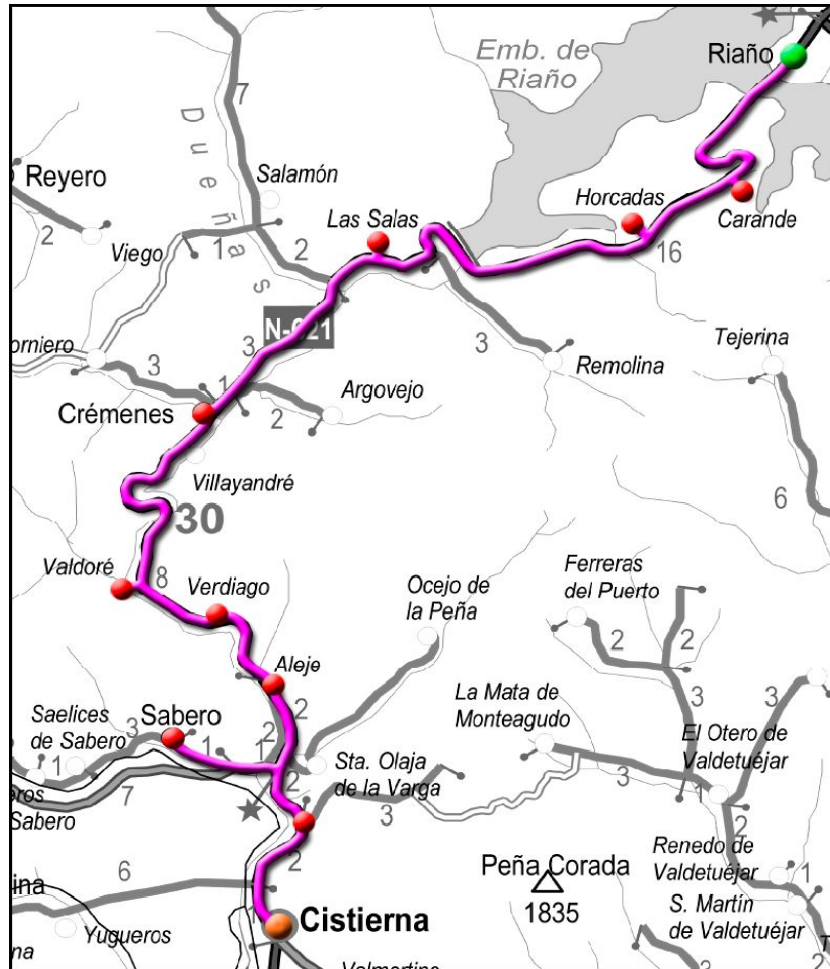 Riaño
Emb. de
Riaño
7
Dueñas
Reyero
Salamón
Horcadas
Carande
2
Las Salas
Viego
1
2
16
N-621
3
3
Tejerina
orniero
3
1
Remolina
Argovejo
Crémenes
2
Villayandré
6
30
Valdoré
8
Verdiago
Ocejo de
la Peña
Ferreras
del Puerto
2
2
Aleje
La Mata de
Monteagudo
3
3
Saelices
de Sabero
Sabero
2
2
El Otero de
Valdetuéjar
3
1
1
1
2
Sta. Olaja
de la Varga
3
1
7
3
2
Sabero
2
Renedo de
Valdetuéjar
1
6
Peña Corada
1835
S. Martín
de Valdetuéjar
ina
Cistierna
Yugueros
na
2
3
2